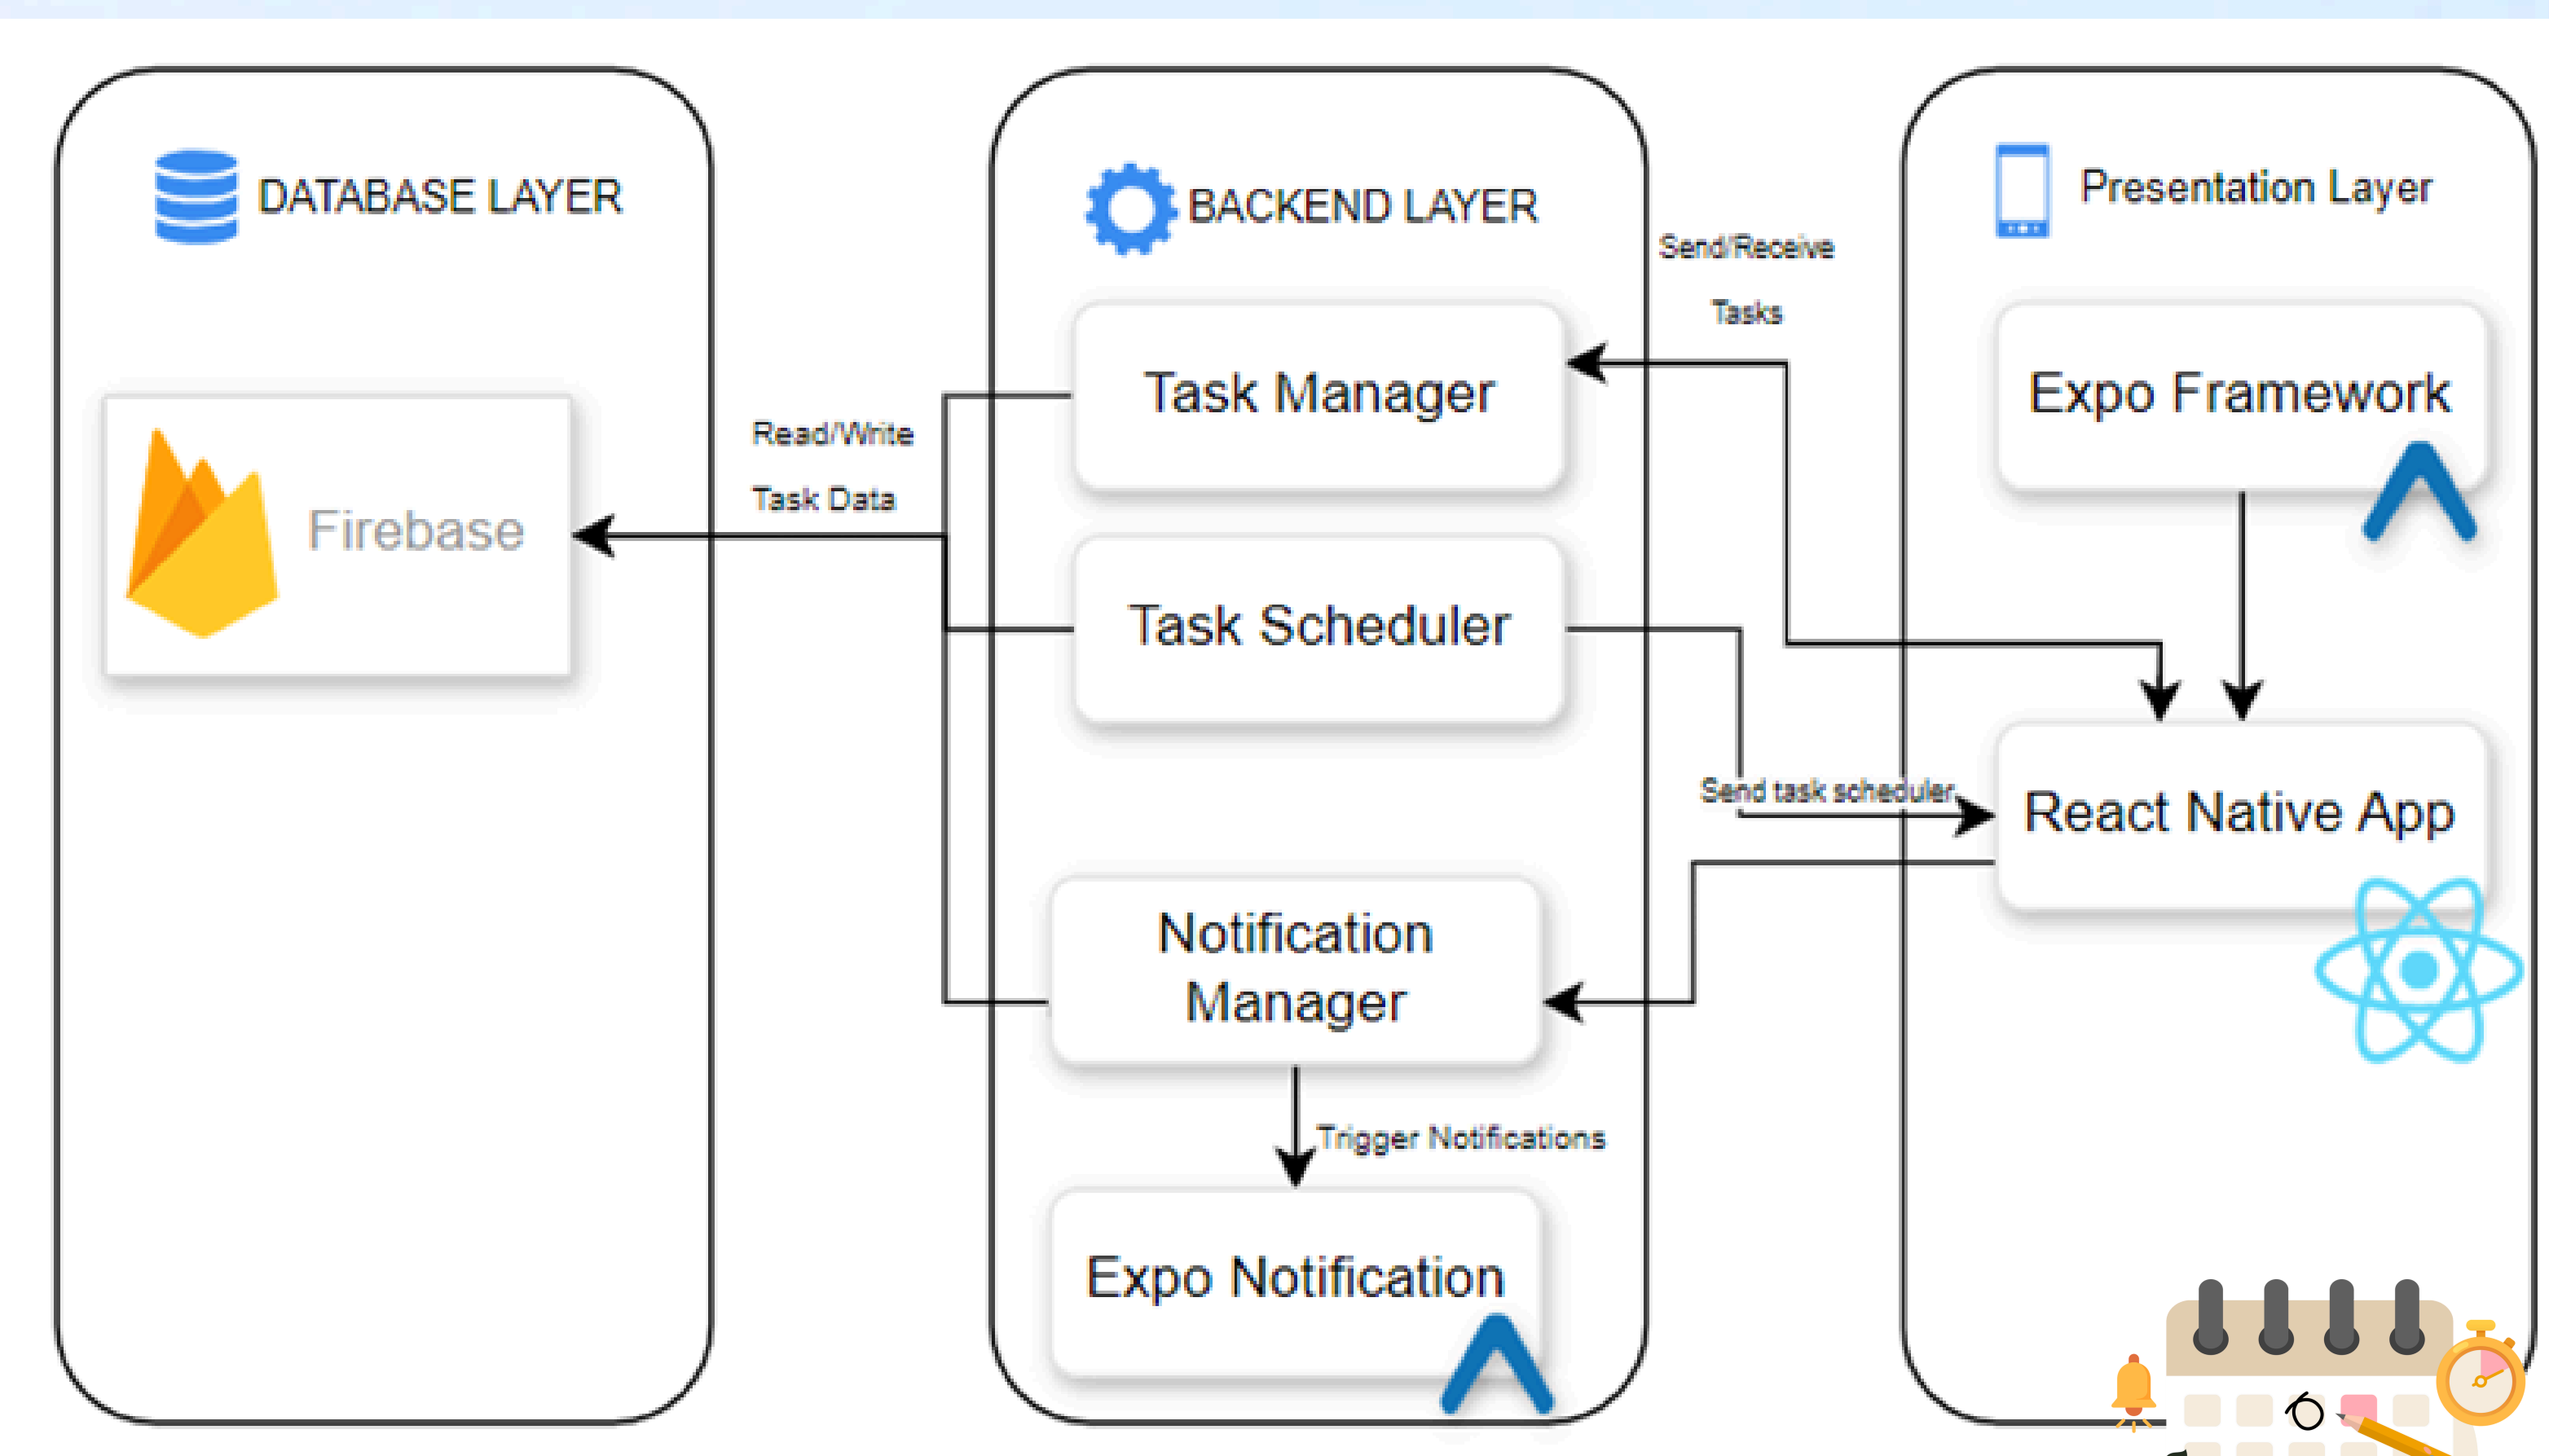 DATABASE LAYER
Firebase
Read/Write
Task Data
BACKEND LAYER
Task Manager
Task Scheduler
Notification
Manager
Trigger Notifications
Expo Notification
Send/Receive
Tasks
Send task scheduler
Presentation Layer
Expo Framework
React Native App